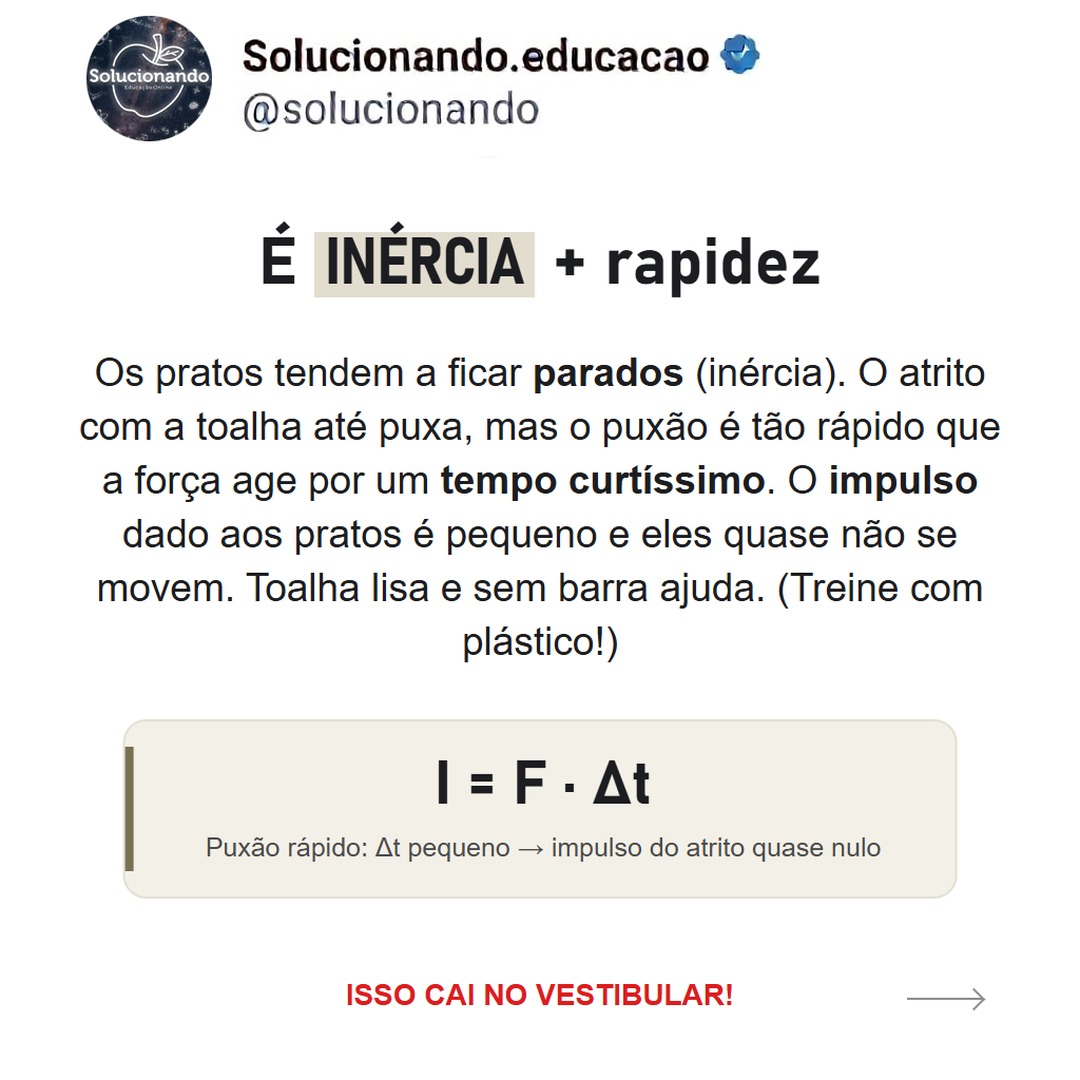 Solucionando
Educação Online
Solucionando.educacao
@solucionando
É INÉRCIA + rapidez
Os pratos tendem a ficar parados (inércia). O atrito
com a toalha até puxa, mas o puxão é tão rápido que
a força age por um tempo curtíssimo. O impulso
dado aos pratos é pequeno e eles quase não se
movem. Toalha lisa e sem barra ajuda. (Treine com
plástico!)
I = F · Δt
Puxão rápido: Δt pequeno → impulso do atrito quase nulo
ISSO CAI NO VESTIBULAR!